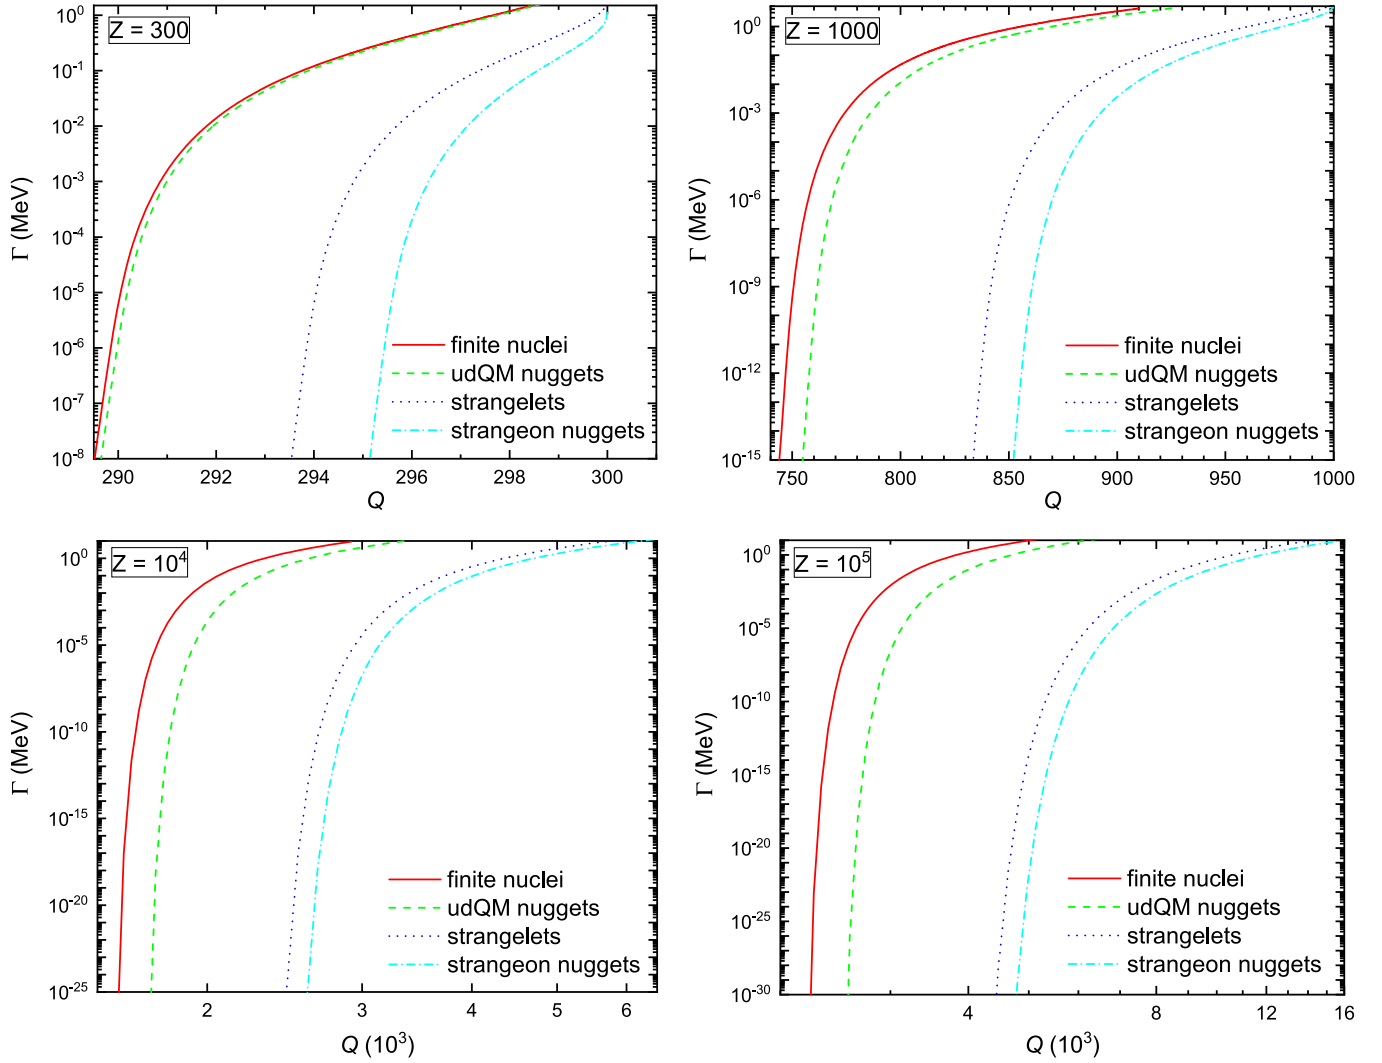 Z = 300
Γ (MeV)
10^0
10^-1
10^-2
10^-3
10^-4
10^-5
10^-6
10^-7
10^-8
finite nuclei
udQM nuggets
strangelets
strangeon nuggets
290 292 294 296 298 300
Q
Z = 1000
Γ (MeV)
10^0
10^-3
10^-6
10^-9
10^-12
10^-15
finite nuclei
udQM nuggets
strangelets
strangeon nuggets
750 800 850 900 950 1000
Q
Z = 10^4
Γ (MeV)
10^0
10^-5
10^-10
10^-15
10^-20
10^-25
finite nuclei
udQM nuggets
strangelets
strangeon nuggets
2 3 4 5 6
Q (10^3)
Z = 10^5
Γ (MeV)
10^0
10^-5
10^-10
10^-15
10^-20
10^-25
10^-30
finite nuclei
udQM nuggets
strangelets
strangeon nuggets
4 8 12 16
Q (10^3)